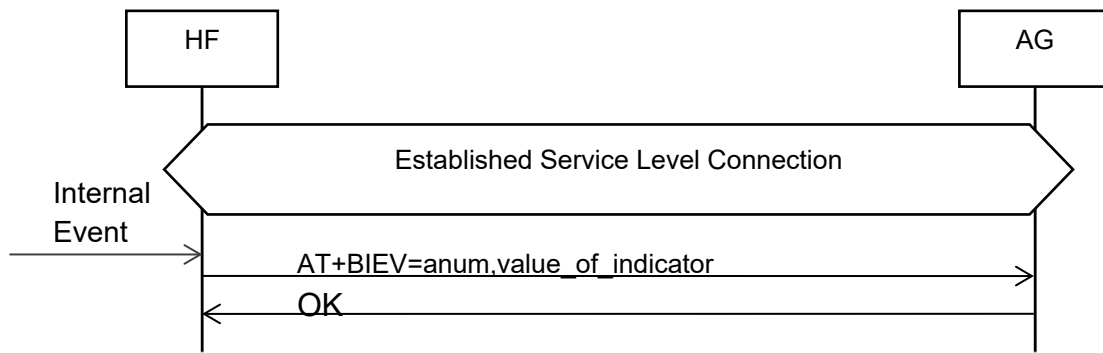 HF
AG
Established Service Level Connection
Internal
Event
AT+BIEV=anum,value_of_indicator
OK